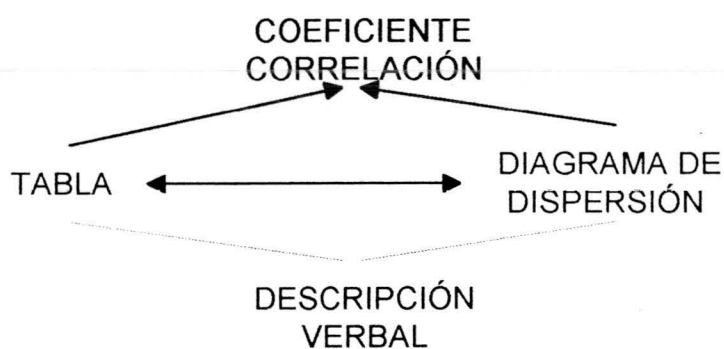 COEFICIENTE
CORRELACIÓN
TABLA
DIAGRAMA DE
DISPERSIÓN
DESCRIPCIÓN
VERBAL